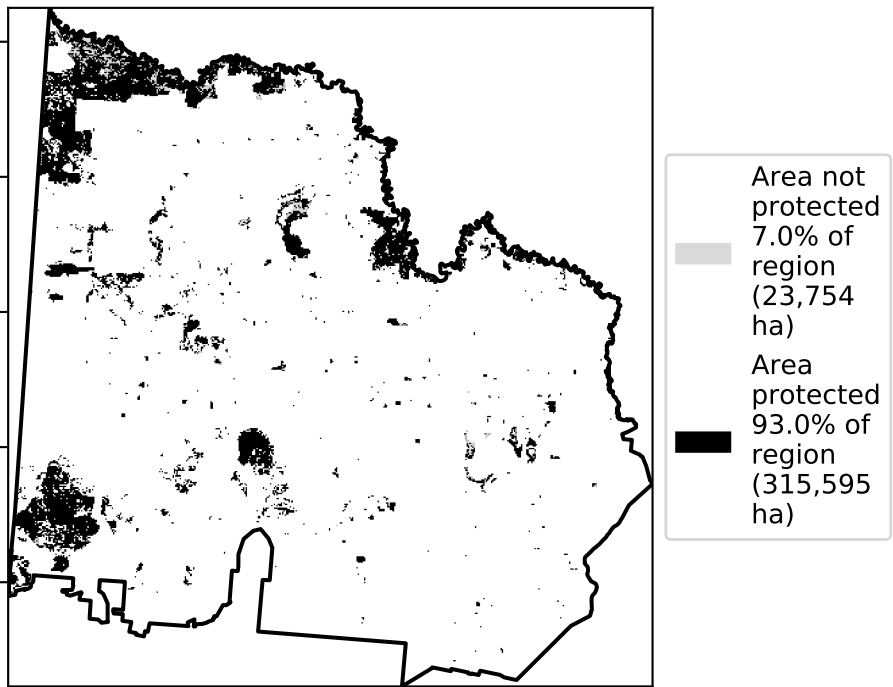 Area not
protected
7.0% of
region
(23,754
ha)
Area
protected
93.0% of
region
(315,595
ha)